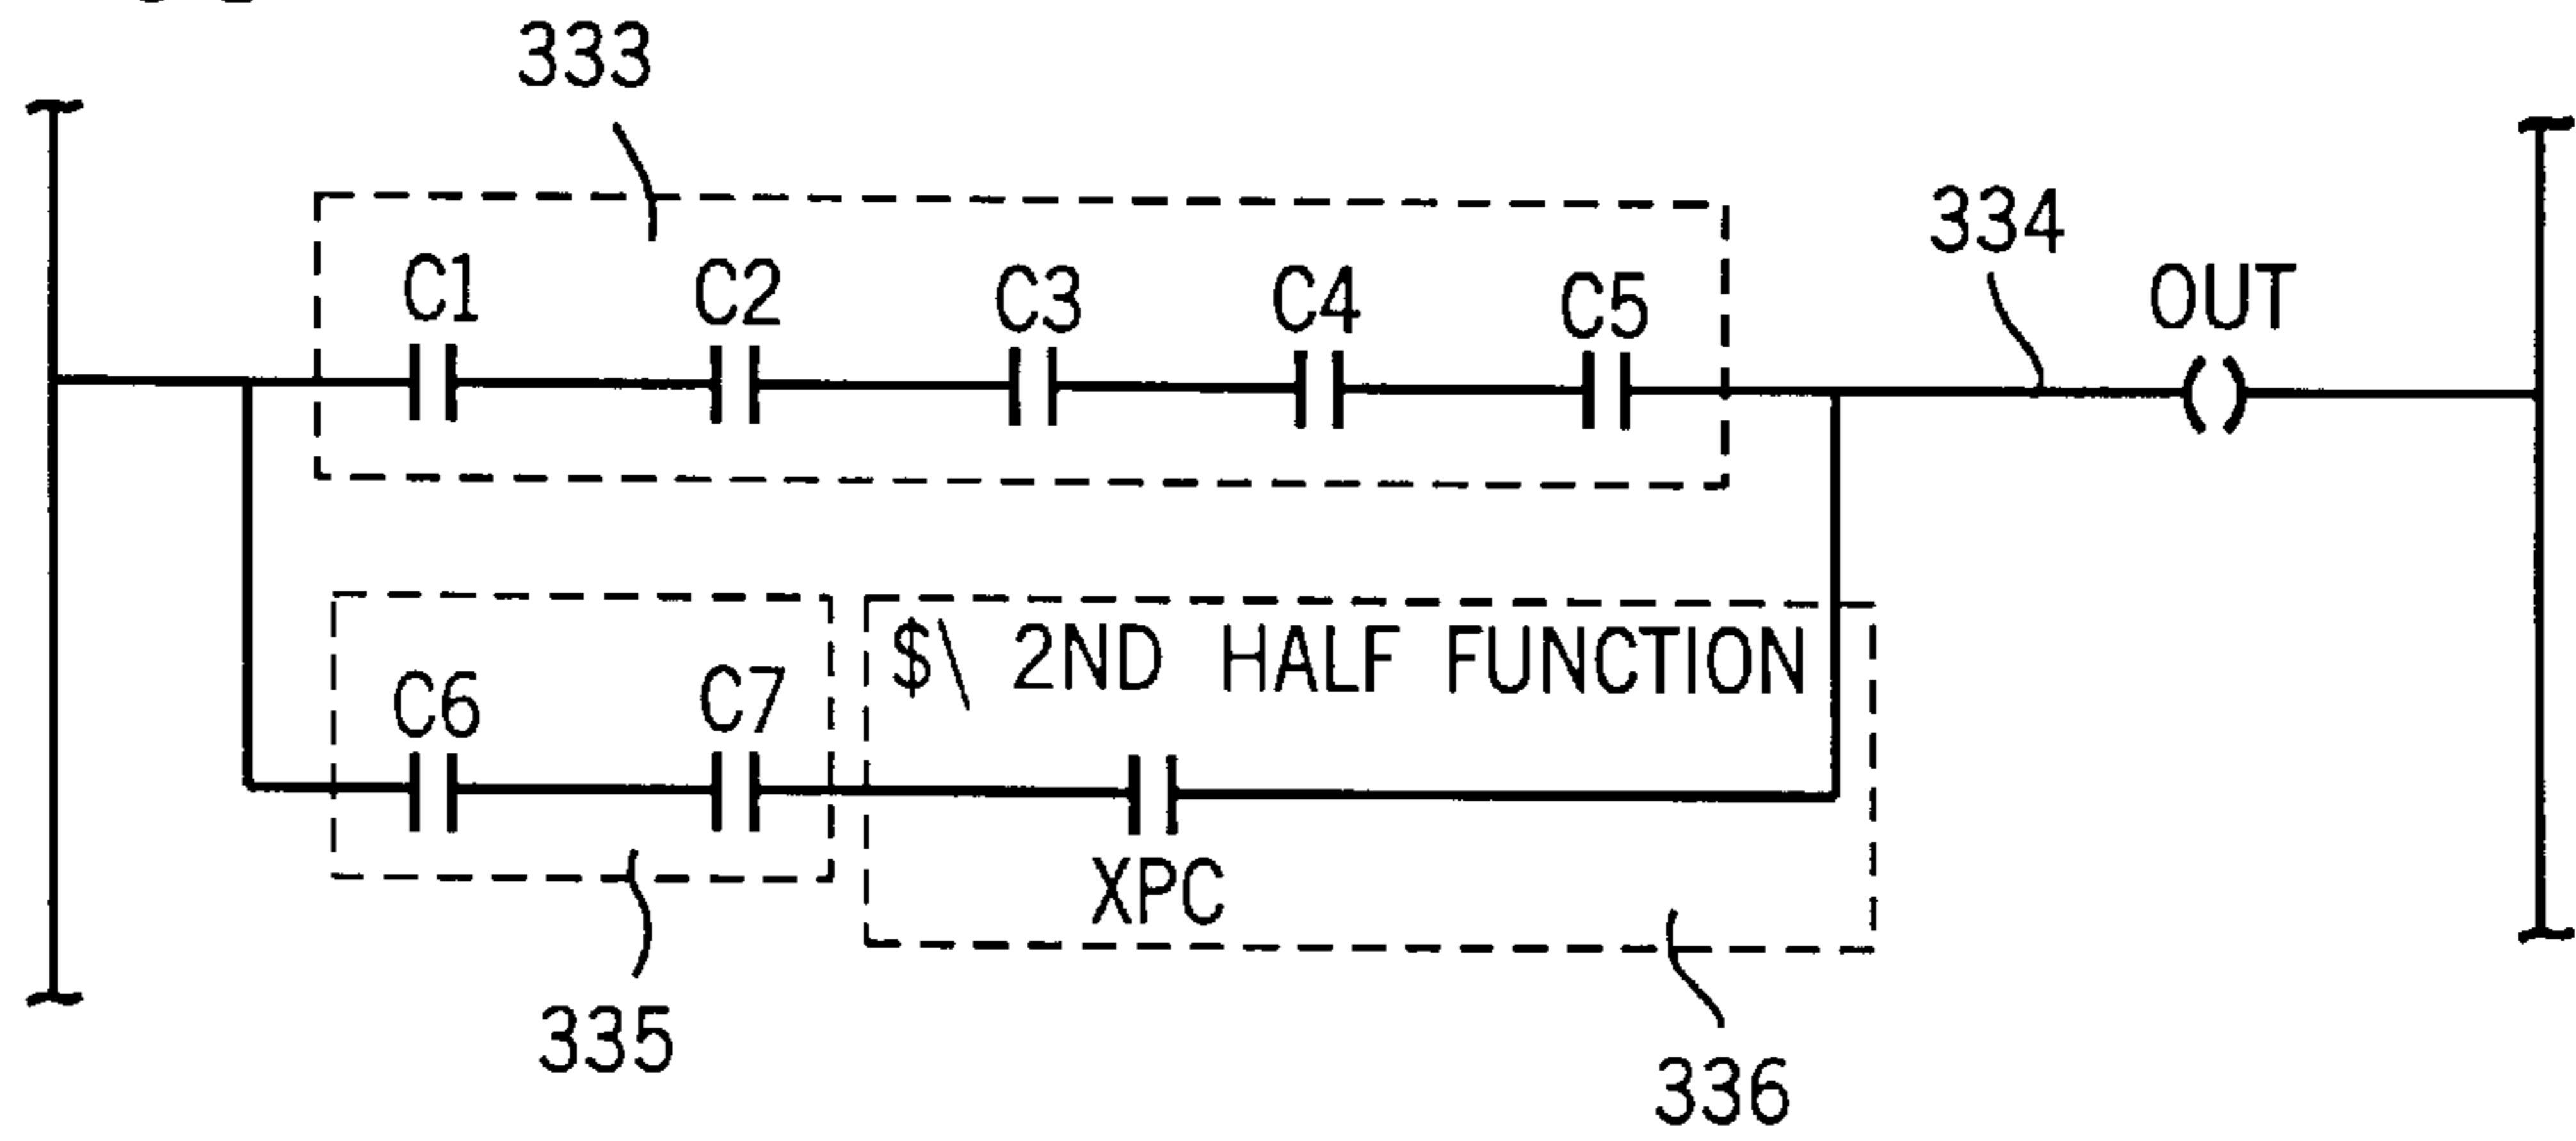 333
334
C1 C2 C3 C4 C5 OUT
$\ 2ND HALF FUNCTION
C6 C7
XPC
335
336